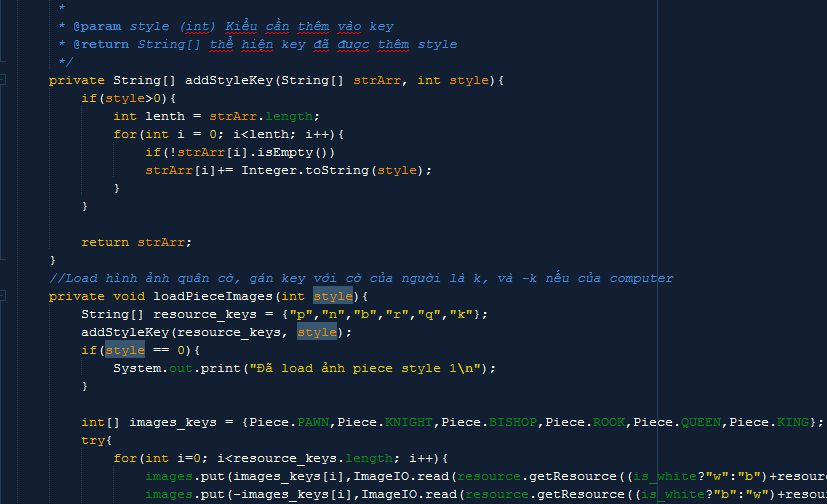 *
* @param style (int) Kiểu cần thêm vào key
* @return String[] thể hiện key đã được thêm style
*/
private String[] addStyleKey(String[] strArr, int style){
if(style>0){
int lenth = strArr.length;
for(int i = 0; i<lenth; i++){
if(!strArr[i].isEmpty())
strArr[i]+= Integer.toString(style);
}
}
return strArr;
}
//Load hình ảnh quân cờ, gán key với cờ của người là k, và -k nếu của computer
private void loadPieceImages(int style){
String[] resource_keys = {"p","n","b","r","q","k"};
addStyleKey(resource_keys, style);
if(style == 0){
System.out.print("Đã load ảnh piece style 1\n");
}
int[] images_keys = {Piece.PAWN,Piece.KNIGHT,Piece.BISHOP,Piece.ROOK,Piece.QUEEN,Piece.KING};
try{
for(int i=0; i<resource_keys.length; i++){
images.put(images_keys[i],ImageIO.read(resource.getResource((is_white?"w":"b")+resour
images.put(-images_keys[i],ImageIO.read(resource.getResource((is_white?"b":"w")+resou